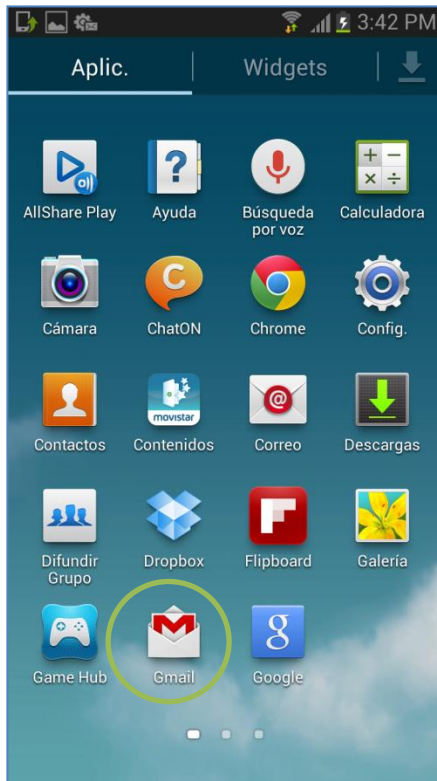 3:42 PM
Aplic. Widgets
AllShare Play Ayuda Búsqueda por voz Calculadora
Cámara ChatON Chrome Config.
movistar
Contactos Contenidos Correo Descargas
Difundir Grupo Dropbox Flipboard Galería
Game Hub Gmail Google